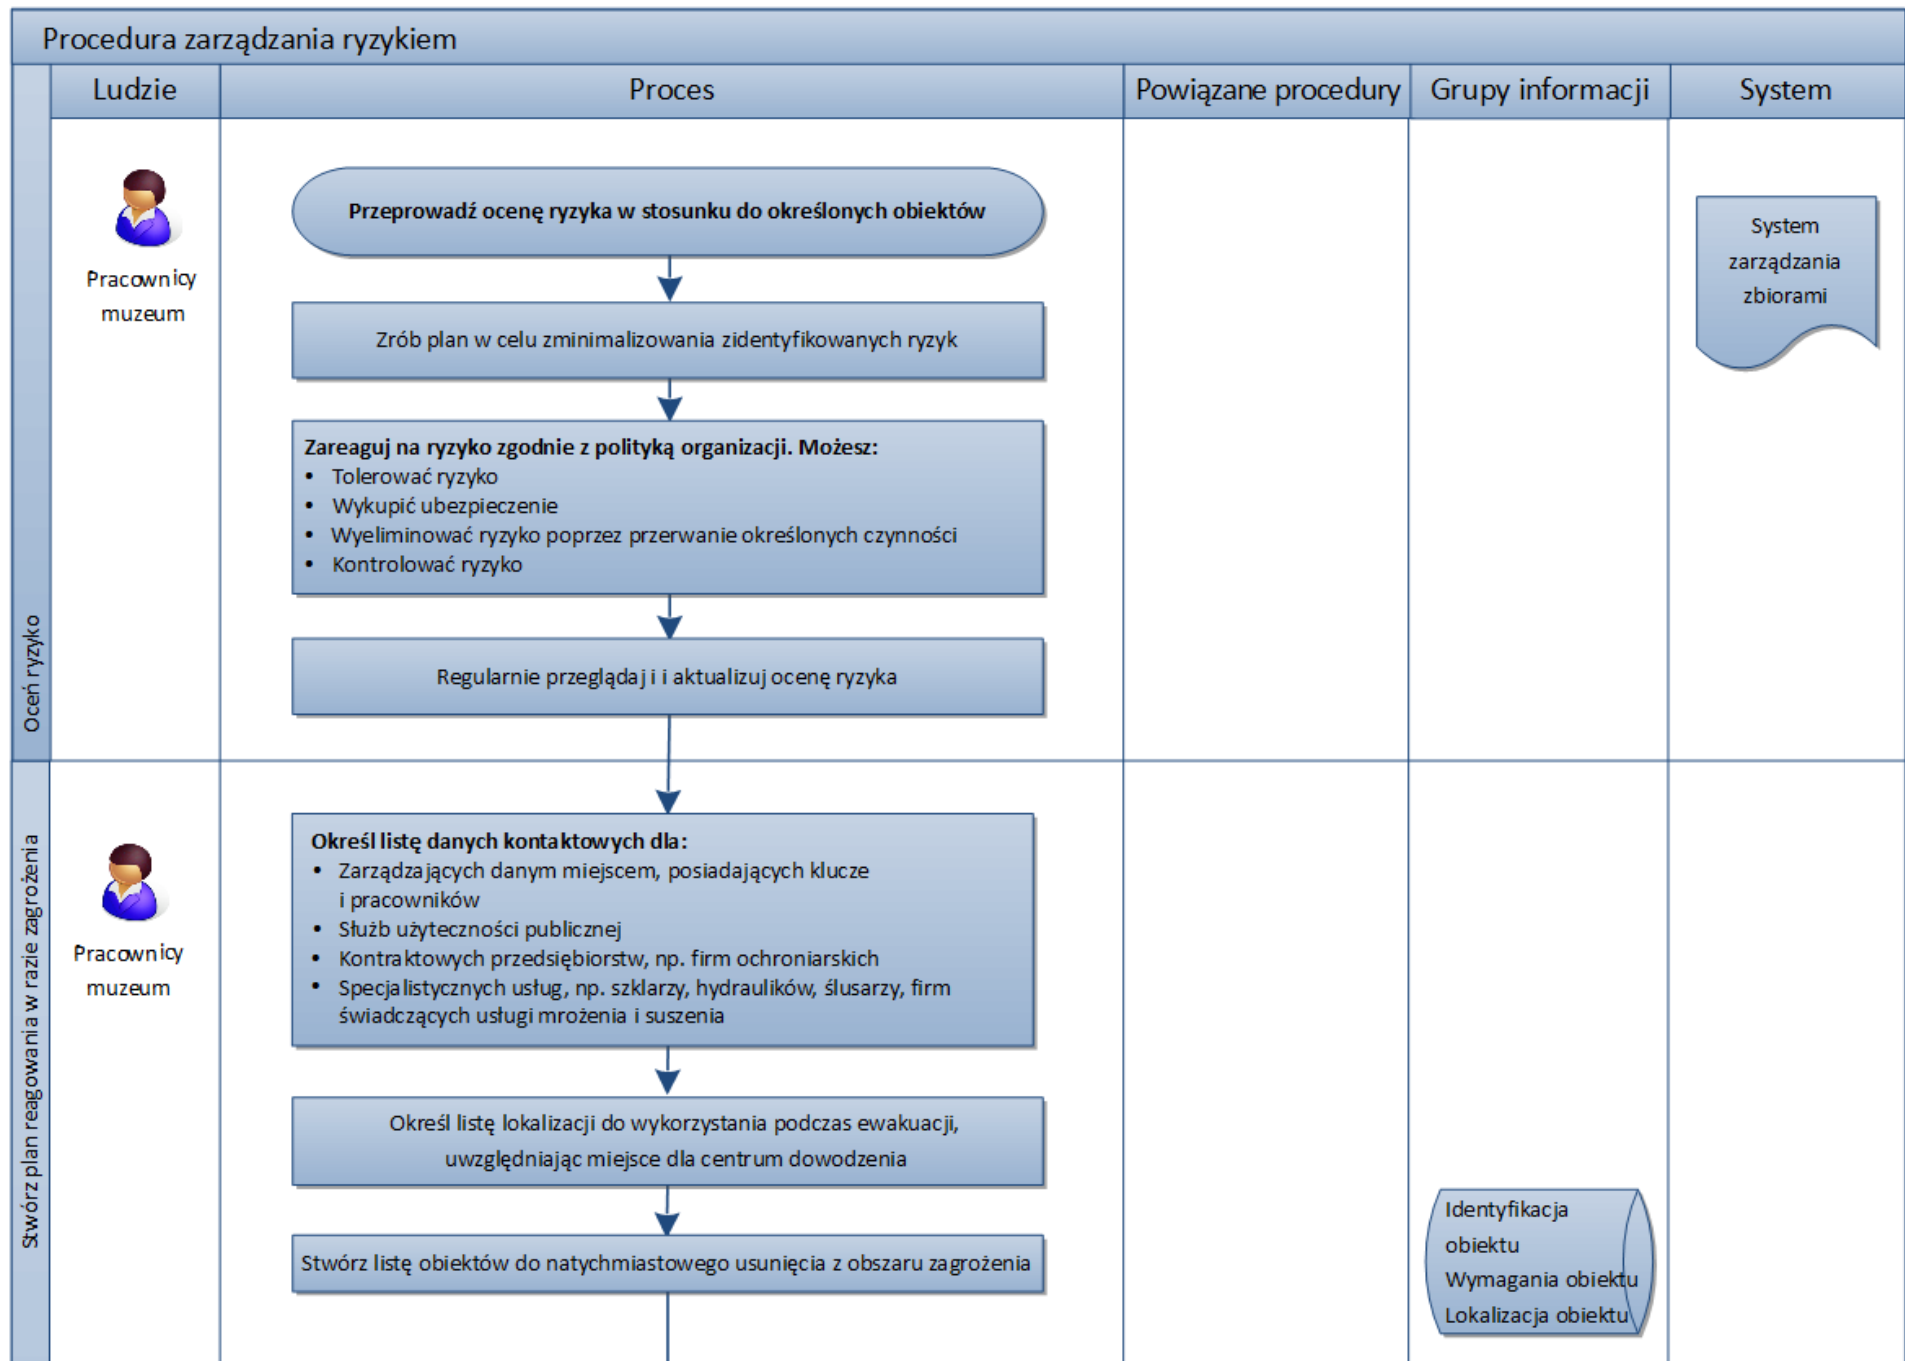 Procedura zarządzania ryzykiem
Ludzie
Proces
Powiązane procedury
Grupy informacji
System
Oceń ryzyko
Pracownicy
muzeum
Przeprowadź ocenę ryzyka w stosunku do określonych obiektów
Zrób plan w celu zminimalizowania zidentyfikowanych ryzyk
Zareaguj na ryzyko zgodnie z polityką organizacji. Możesz:
• Tolerować ryzyko
• Wykupić ubezpieczenie
• Wyeliminować ryzyko poprzez przerwanie określonych czynności
• Kontrolować ryzyko
Regularnie przeglądaj i i aktualizuj ocenę ryzyka
System
zarządzania
zbiorami
Stwórz plan reagowania w razie zagrożenia
Pracownicy
muzeum
Określ listę danych kontaktowych dla:
• Zarządzających danym miejscem, posiadających klucze
i pracowników
• Służb użyteczności publicznej
• Kontraktowych przedsiębiorstw, np. firm ochroniarskich
• Specjalistycznych usług, np. szklarzy, hydraulików, ślusarzy, firm
świadczących usługi mrożenia i suszenia
Określ listę lokalizacji do wykorzystania podczas ewakuacji,
uwzględniając miejsce dla centrum dowodzenia
Stwórz listę obiektów do natychmiastowego usunięcia z obszaru zagrożenia
Identyfikacja
obiektu
Wymagania obiektu
Lokalizacja obiektu